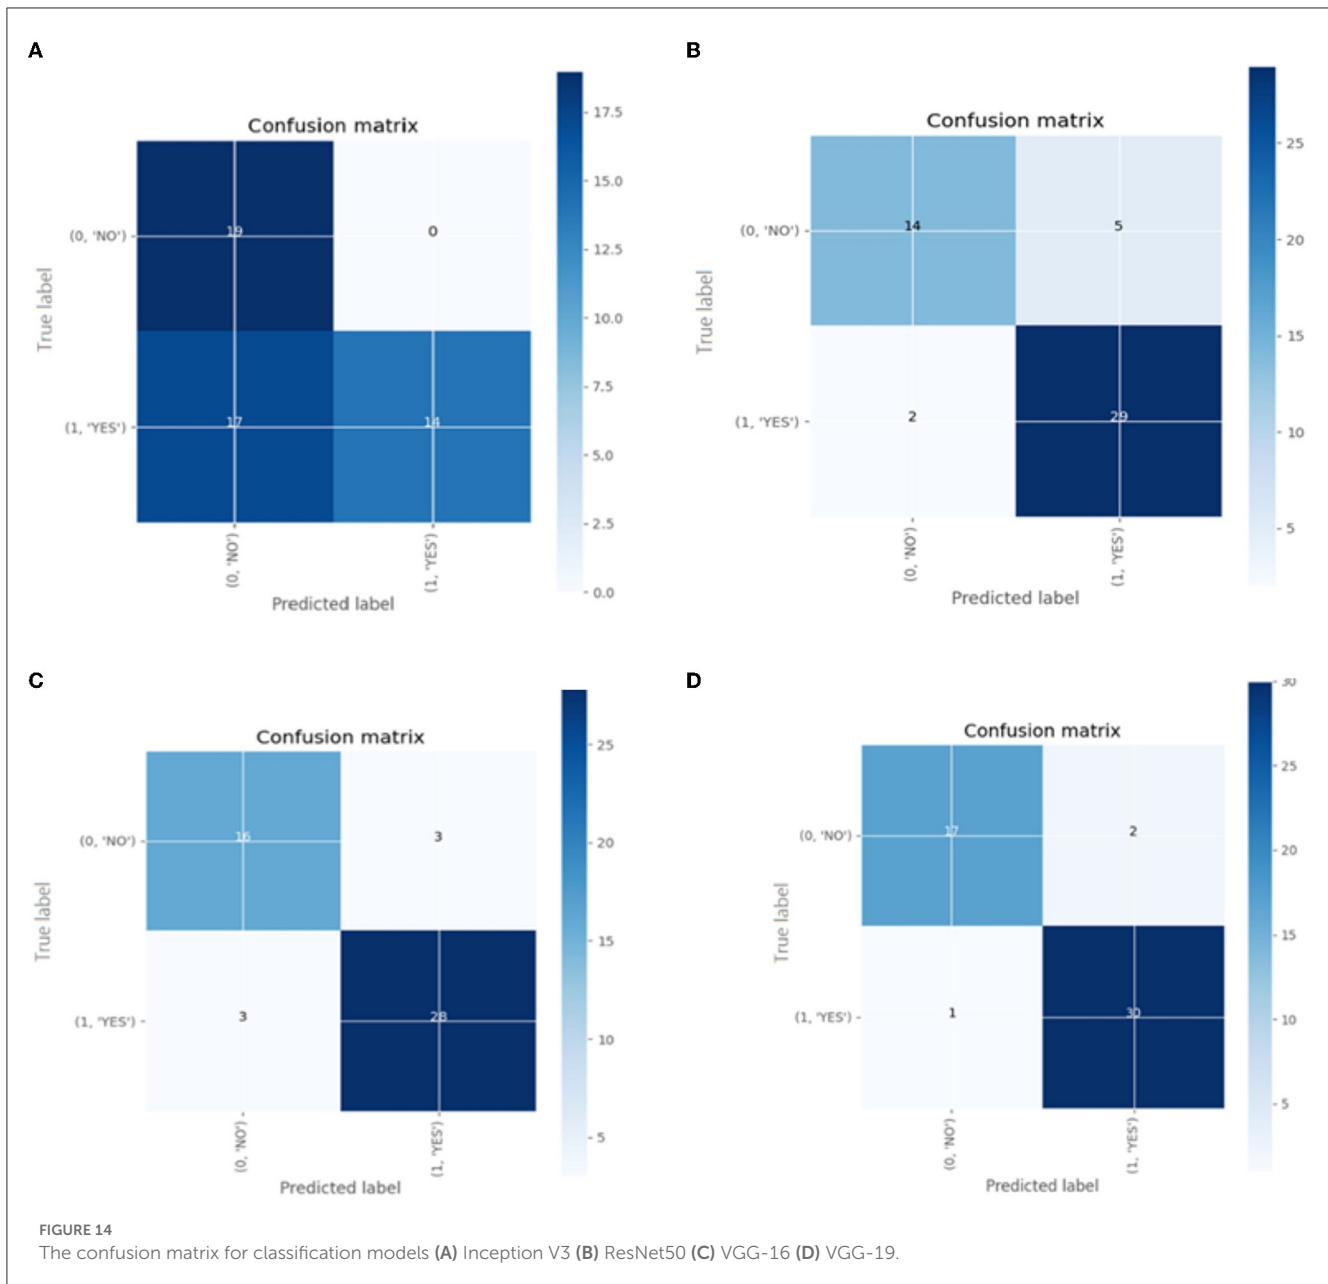 A
Confusion matrix
17.5
15.0
12.5
10.0
7.5
5.0
2.5
0.0
True label
(0, 'NO')
19
0
(1, 'YES')
17
14
(0, 'NO')
(1, 'YES')
Predicted label
B
Confusion matrix
25
20
15
10
5
True label
(0, 'NO')
14
5
(1, 'YES')
2
29
(0, 'NO')
(1, 'YES')
Predicted label
C
Confusion matrix
25
20
15
10
5
True label
(0, 'NO')
16
3
(1, 'YES')
3
28
(0, 'NO')
(1, 'YES')
Predicted label
D
Confusion matrix
30
25
20
15
10
5
True label
(0, 'NO')
17
2
(1, 'YES')
1
30
(0, 'NO')
(1, 'YES')
Predicted label
FIGURE 14
The confusion matrix for classification models (A) Inception V3 (B) ResNet50 (C) VGG-16 (D) VGG-19.